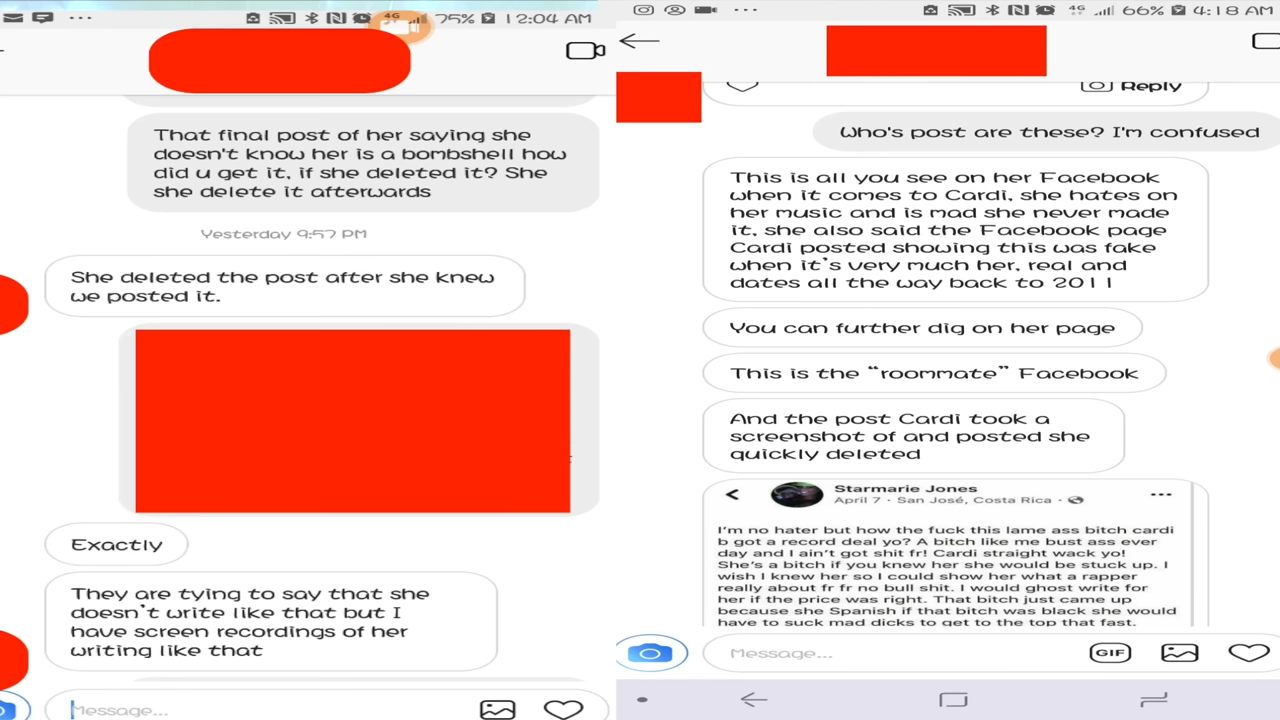 75% 12:04 AM
That final post of her saying she
doesn't know her is a bombshell how
did u get it, if she deleted it? She
she delete it afterwards
Yesterday 9:57 PM
She deleted the post after she knew
we posted it.
Exactly
They are tying to say that she
doesn't write like that but I
have screen recordings of her
writing like that
Message...
4G 66% 4:18 AM
Reply
Who's post are these? I'm confused
This is all you see on her Facebook
when it comes to Cardi, she hates on
her music and is mad she never made
it, she also said the Facebook page
Cardi posted showing this was fake
when it's very much her, real and
dates all the way back to 2011
You can further dig on her page
This is the "roommate" Facebook
And the post Cardi took a
screenshot of and posted she
quickly deleted
Starmarie Jones
April 7 · San José, Costa Rica ·
I'm no hater but how the fuck this lame ass bitch cardi
b got a record deal yo? A bitch like me bust ass ever
day and I ain't got shit fr! Cardi straight wack yo!
She's a bitch if you knew her she would be stuck up. I
wish I knew her so I could show her what a rapper
really about fr fr no bull shit. I would ghost write for
her if the price was right. That bitch just came up
because she Spanish if that bitch was black she would
have to suck mad dicks to get to the top that fast.
Message...
GIF